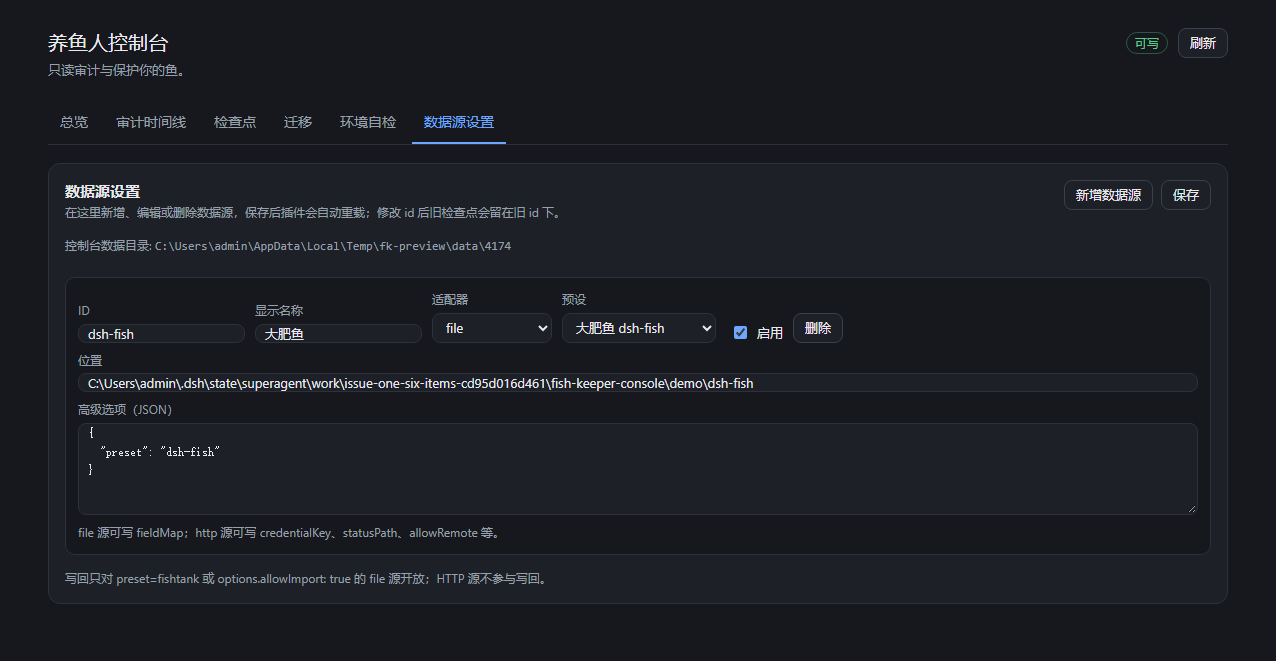 养鱼人控制台
可写
刷新
只读审计与保护你的鱼。
总览 审计时间线 检查点 迁移 环境自检 数据源设置
数据源设置
新增数据源 保存
在这里新增、编辑或删除数据源，保存后插件会自动重载；修改 id 后旧检查点会留在旧 id 下。
控制台数据目录: C:\Users\admin\AppData\Local\Temp\fk-preview\data\4174
ID 显示名称 适配器 预设
dsh-fish 大肥鱼 file 大肥鱼 dsh-fish 启用 删除
位置
C:\Users\admin\.dsh\state\superagent\work\issue-one-six-items-cd95d016d461\fish-keeper-console\demo\dsh-fish
高级选项（JSON）
{
"preset": "dsh-fish"
}
file 源可写 fieldMap；http 源可写 credentialKey、statusPath、allowRemote 等。
写回只对 preset=fishtank 或 options.allowImport: true 的 file 源开放；HTTP 源不参与写回。